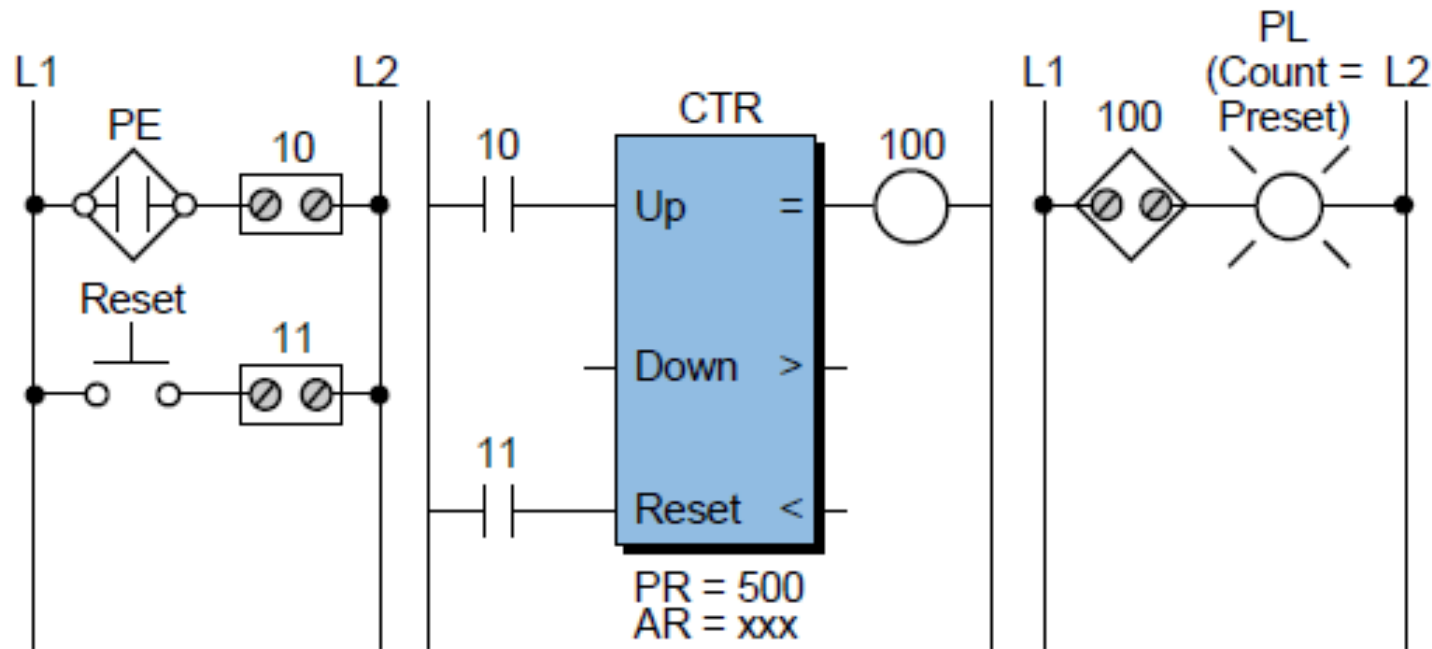 L1
L2
PE
10
Reset
11
CTR
10
Up =
100
Down >
11
Reset <
PR = 500
AR = xxx
L1
PL
(Count = L2
100 Preset)